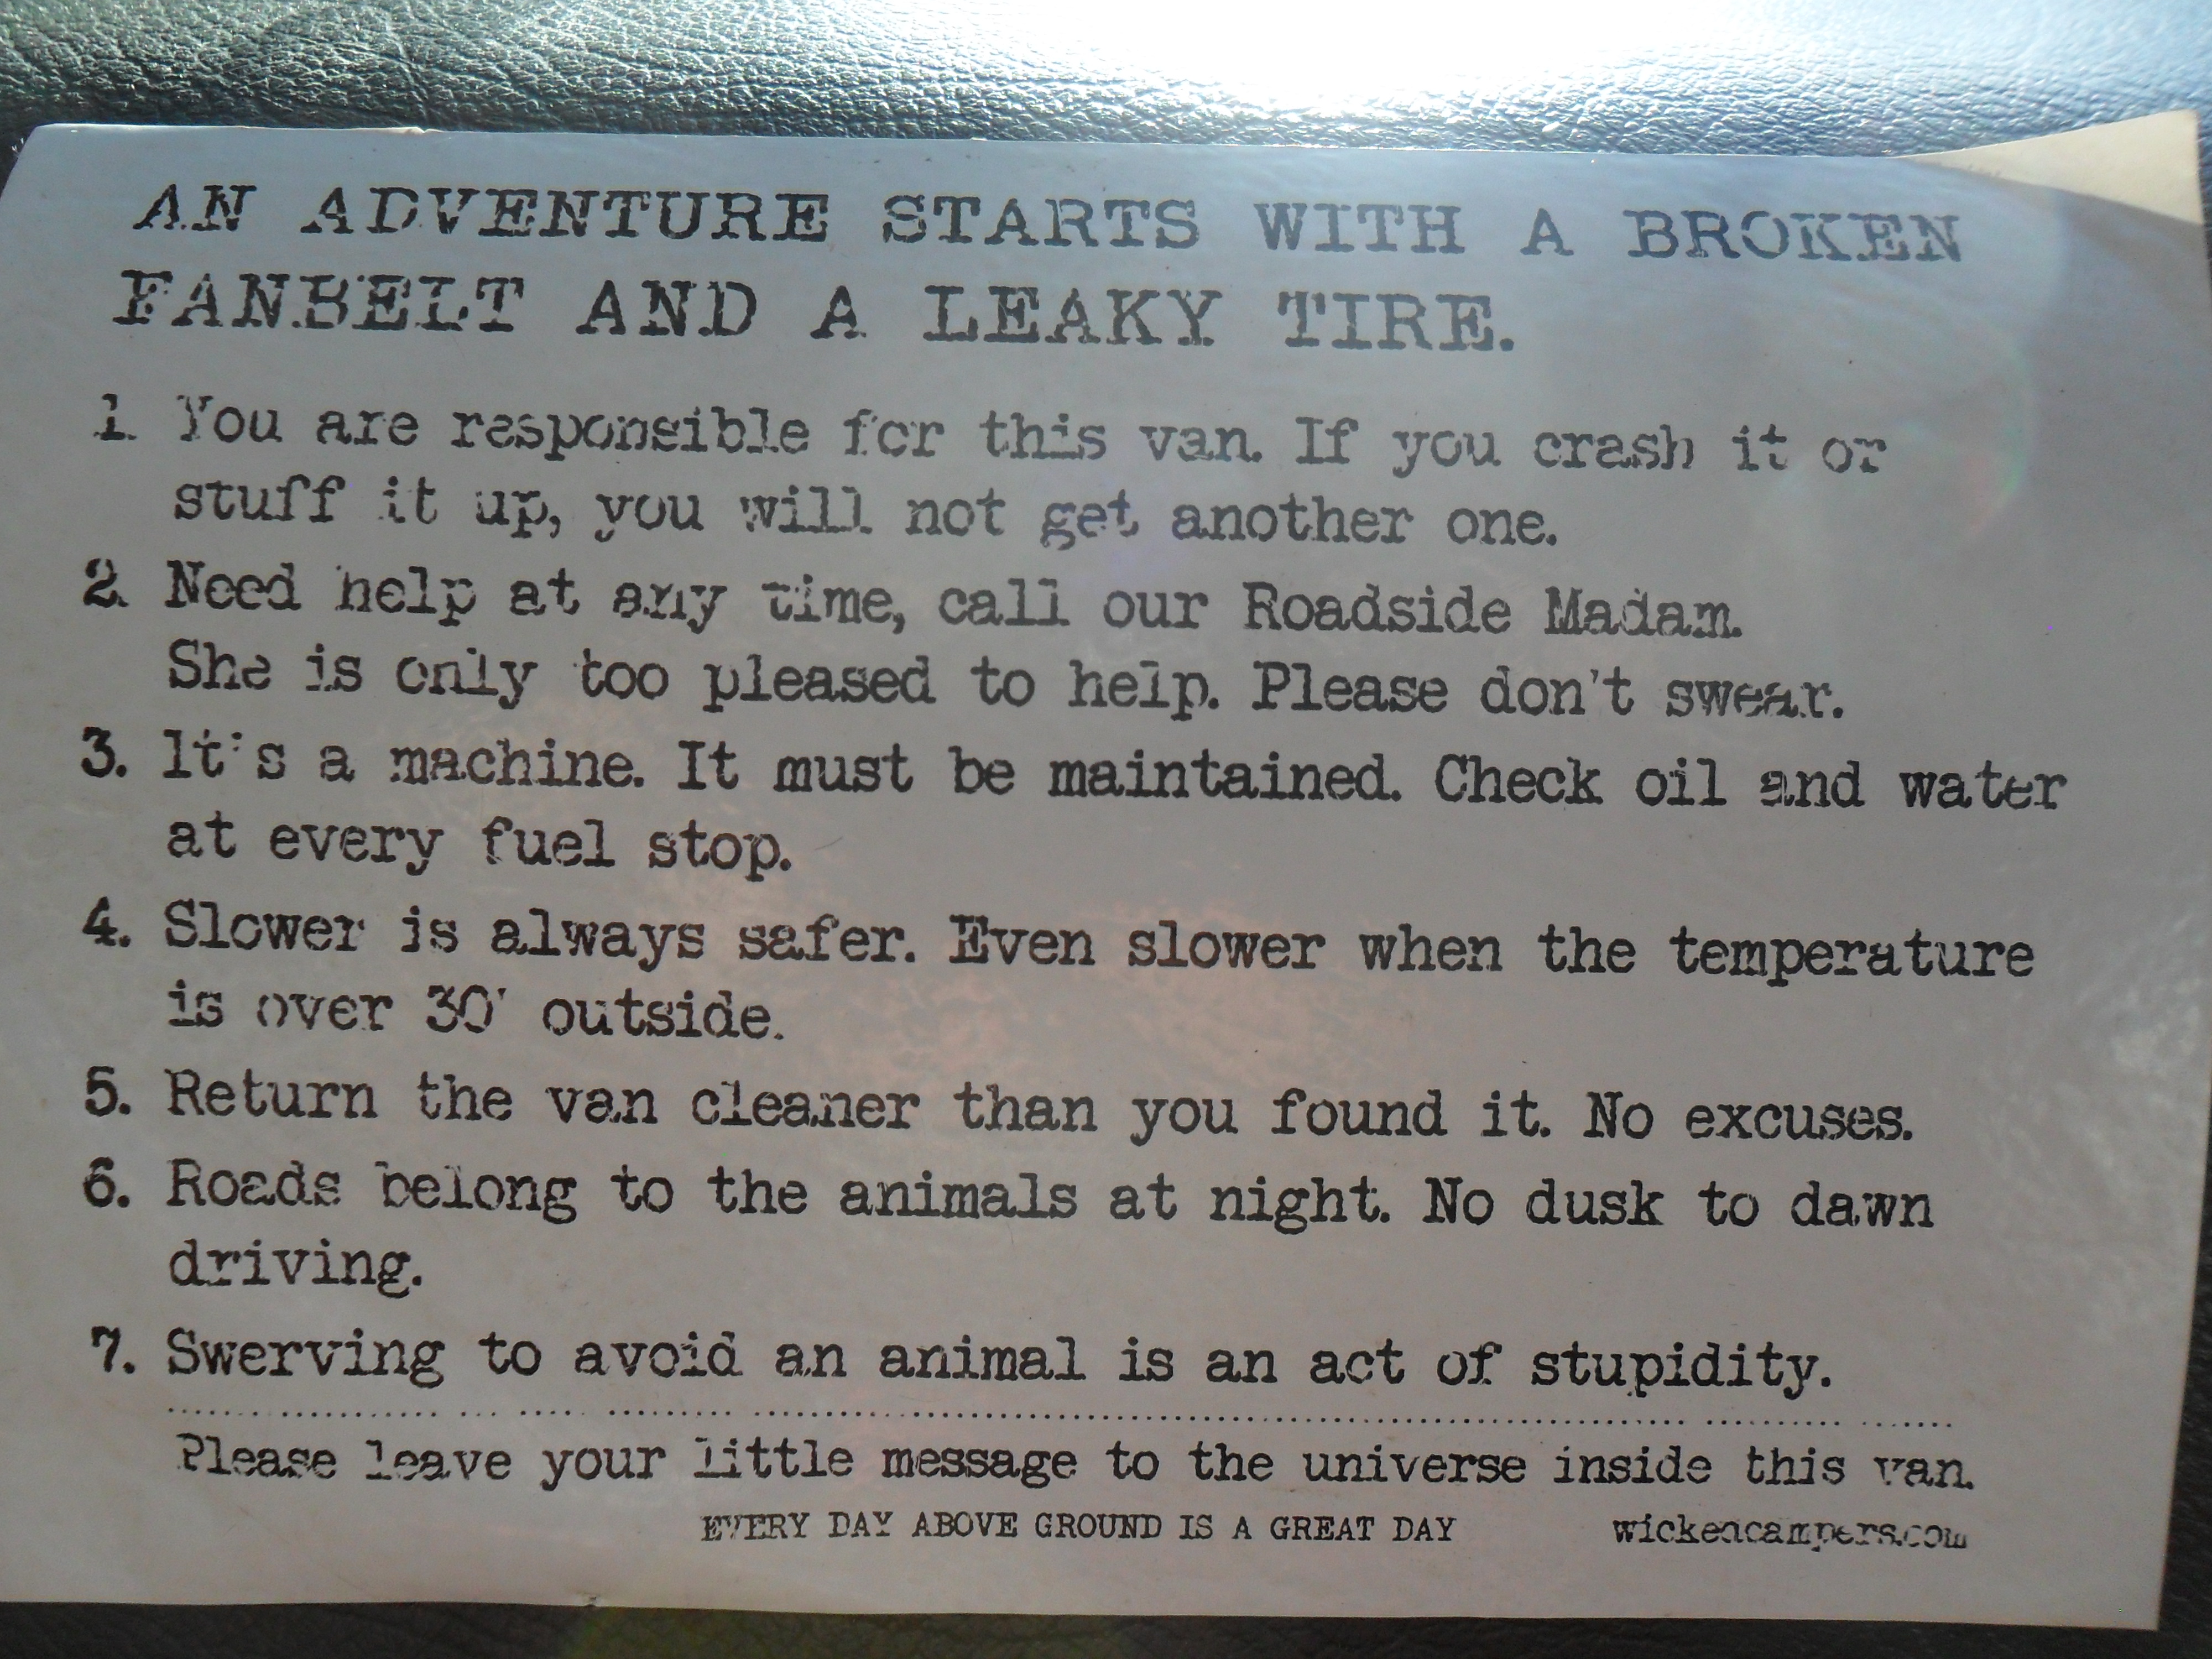 AN ADVENTURE STARTS WITH A BROKEN
FANBELT AND A LEAKY TIRE.
1. You are responsible for this van. If you crash it or
stuff it up, you will not get another one.
2. Need help at any time, call our Roadside Madam.
She is only too pleased to help. Please don't swear.
3. It's a machine. It must be maintained. Check oil and water
at every fuel stop.
4. Slower is always safer. Even slower when the temperature
is over 30' outside.
5. Return the van cleaner than you found it. No excuses.
6. Roads belong to the animals at night. No dusk to dawn
driving.
7. Swerving to avoid an animal is an act of stupidity.
Please leave your little message to the universe inside this van.
EVERY DAY ABOVE GROUND IS A GREAT DAY wickedcampers.com